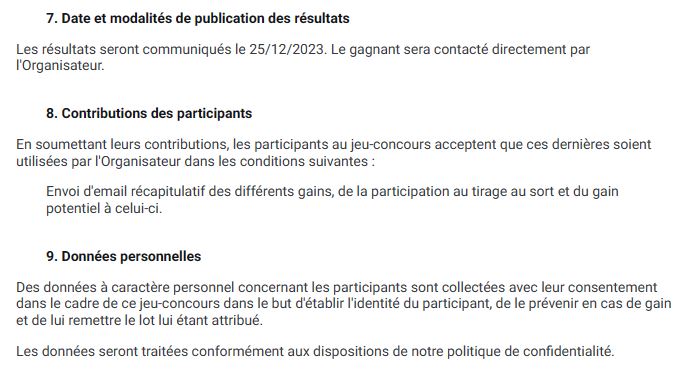 7. Date et modalités de publication des résultats
Les résultats seront communiqués le 25/12/2023. Le gagnant sera contacté directement par
l'Organisateur.
8. Contributions des participants
En soumettant leurs contributions, les participants au jeu-concours acceptent que ces dernières soient
utilisées par l'Organisateur dans les conditions suivantes :
Envoi d'email récapitulatif des différents gains, de la participation au tirage au sort et du gain
potentiel à celui-ci.
9. Données personnelles
Des données à caractère personnel concernant les participants sont collectées avec leur consentement
dans le cadre de ce jeu-concours dans le but d'établir l'identité du participant, de le prévenir en cas de gain
et de lui remettre le lot lui étant attribué.
Les données seront traitées conformément aux dispositions de notre politique de confidentialité.